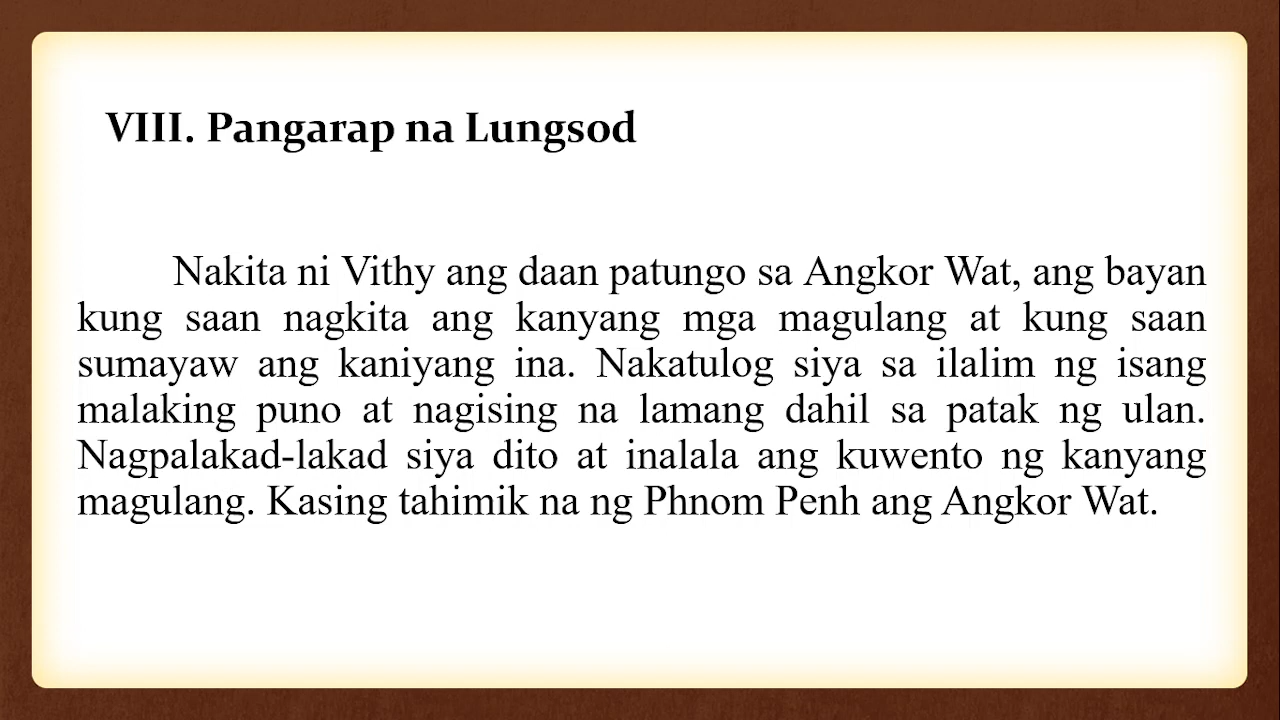 VIII. Pangarap na Lungsod
Nakita ni Vithy ang daan patungo sa Angkor Wat, ang bayan
kung saan nagkita ang kanyang mga magulang at kung saan
sumayaw ang kaniyang ina. Nakatulog siya sa ilalim ng isang
malaking puno at nagising na lamang dahil sa patak ng ulan.
Nagpalakad-lakad siya dito at inalala ang kuwento ng kanyang
magulang. Kasing tahimik na ng Phnom Penh ang Angkor Wat.